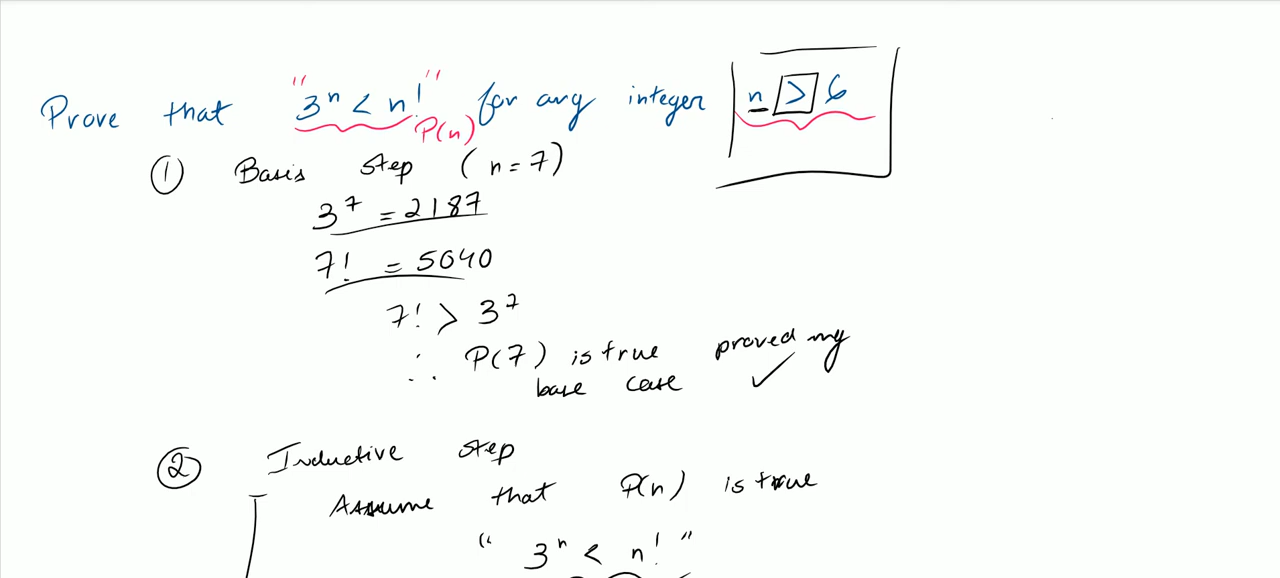 Prove that "3ⁿ < n!" for any integer n > 6
P(n)
① Basis step (n = 7)
3⁷ = 2187
7! = 5040
7! > 3⁷
∴ P(7) is true proved my
base case ✓
② Inductive step
Assume that P(n) is true
" 3ⁿ < n! "